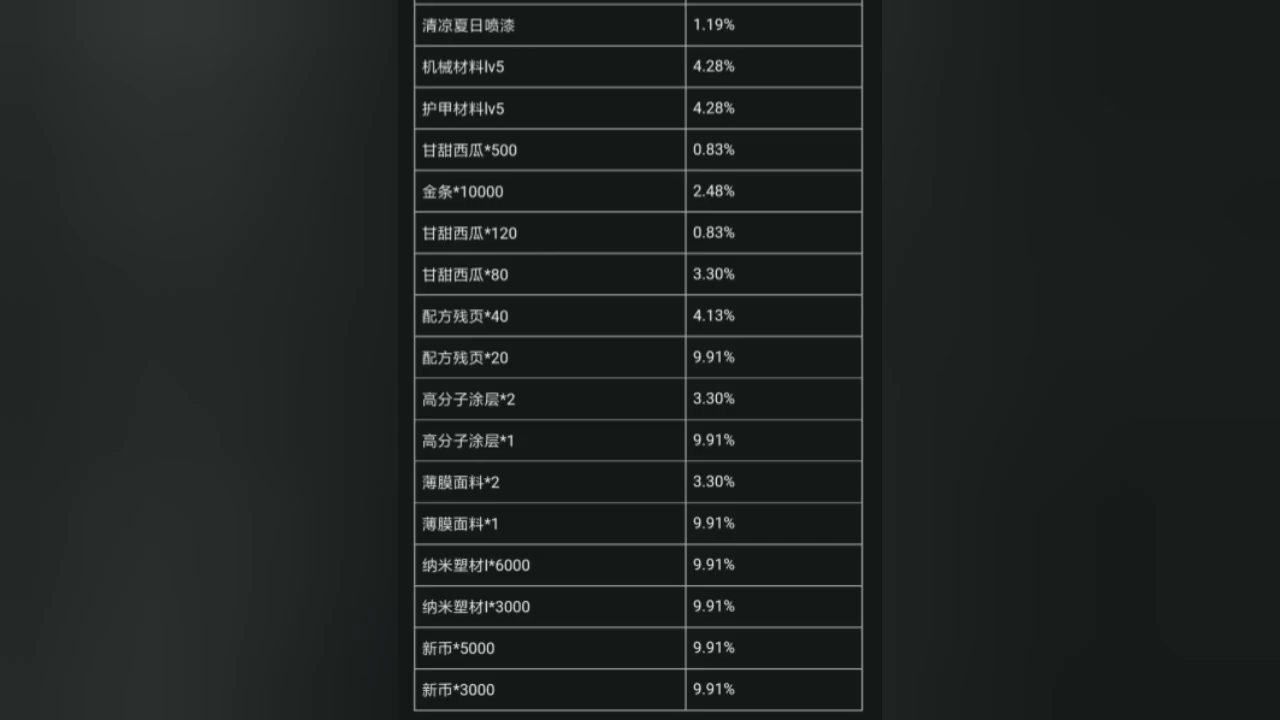 清凉夏日喷漆 1.19%
机械材料lv5 4.28%
护甲材料lv5 4.28%
甘甜西瓜*500 0.83%
金条*10000 2.48%
甘甜西瓜*120 0.83%
甘甜西瓜*80 3.30%
配方残页*40 4.13%
配方残页*20 9.91%
高分子涂层*2 3.30%
高分子涂层*1 9.91%
薄膜面料*2 3.30%
薄膜面料*1 9.91%
纳米塑材I*6000 9.91%
纳米塑材I*3000 9.91%
新币*5000 9.91%
新币*3000 9.91%